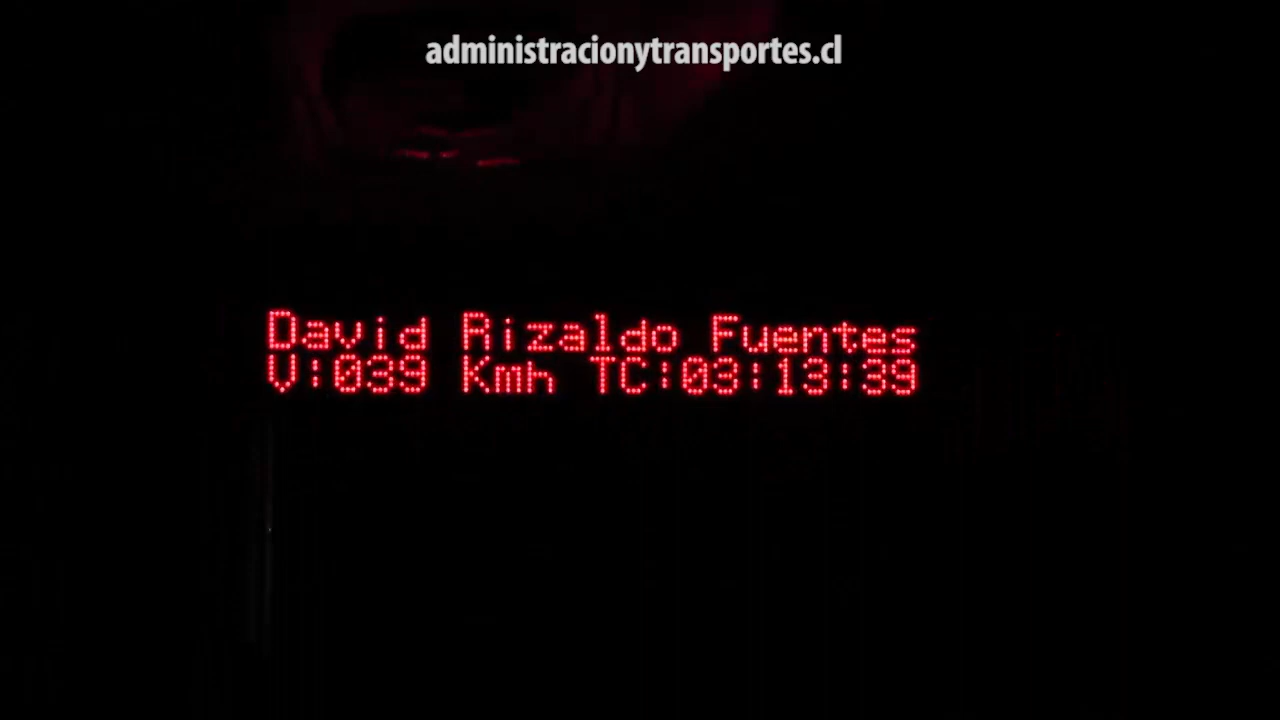 administracionytransportes.cl
David Rizaldo Fuentes
V:039 Kmh TC:03:13:39